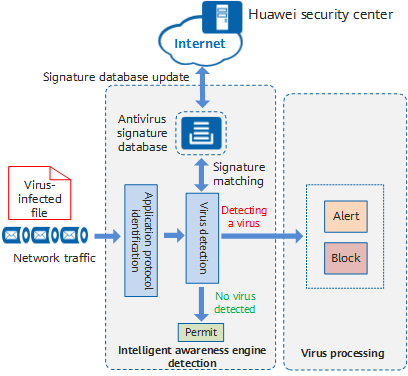 Huawei security center
Internet
Signature database update
Antivirus
signature
database
Signature
matching
Virus-
infected
file
Network traffic
Application protocol
identification
Virus detection
Detecting
a virus
Alert
Block
No virus
detected
Permit
Intelligent awareness engine
detection
Virus processing